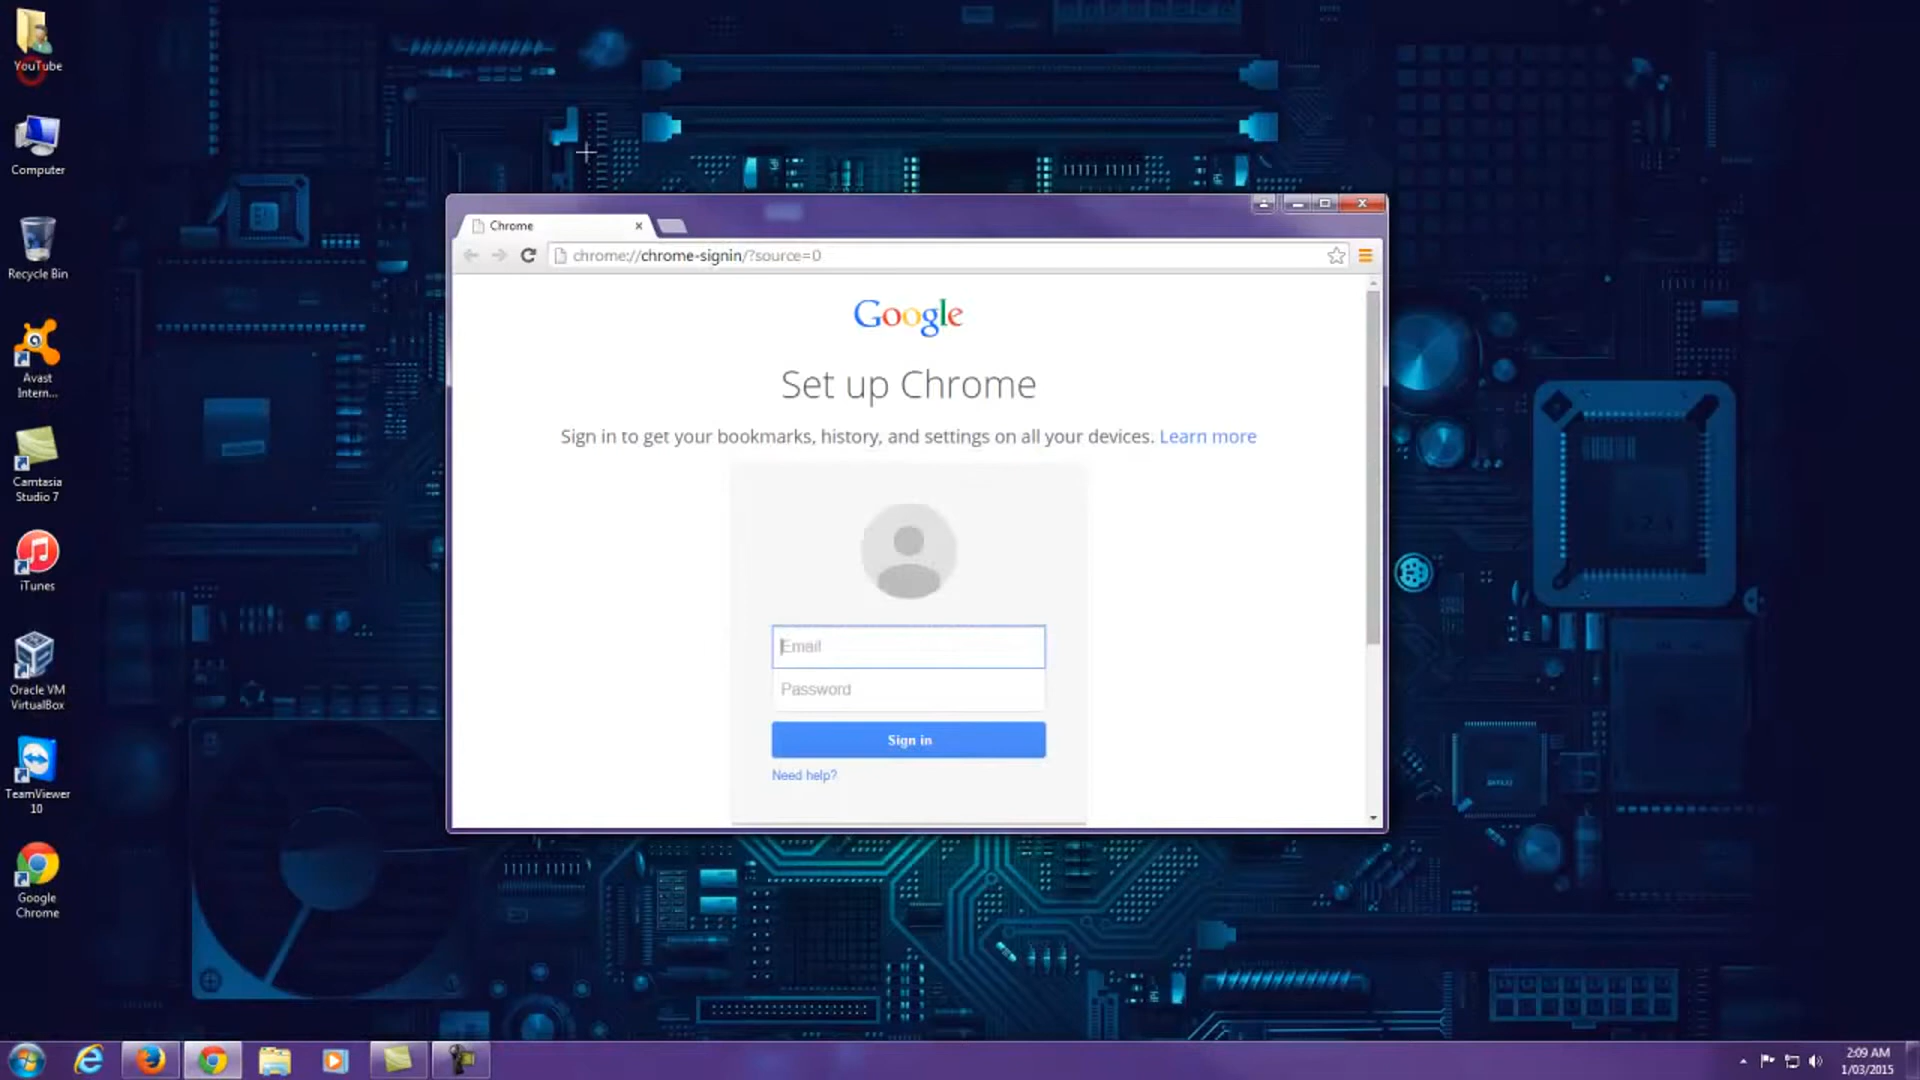 YouTube
Computer
Recycle Bin
Avast
Intern...
Camtasia
Studio 7
iTunes
Oracle VM
VirtualBox
TeamViewer
10
Google
Chrome
Chrome
chrome://chrome-signin/?source=0
Google
Set up Chrome
Sign in to get your bookmarks, history, and settings on all your devices. Learn more
Email
Password
Sign in
Need help?
2:09 AM
1/03/2015